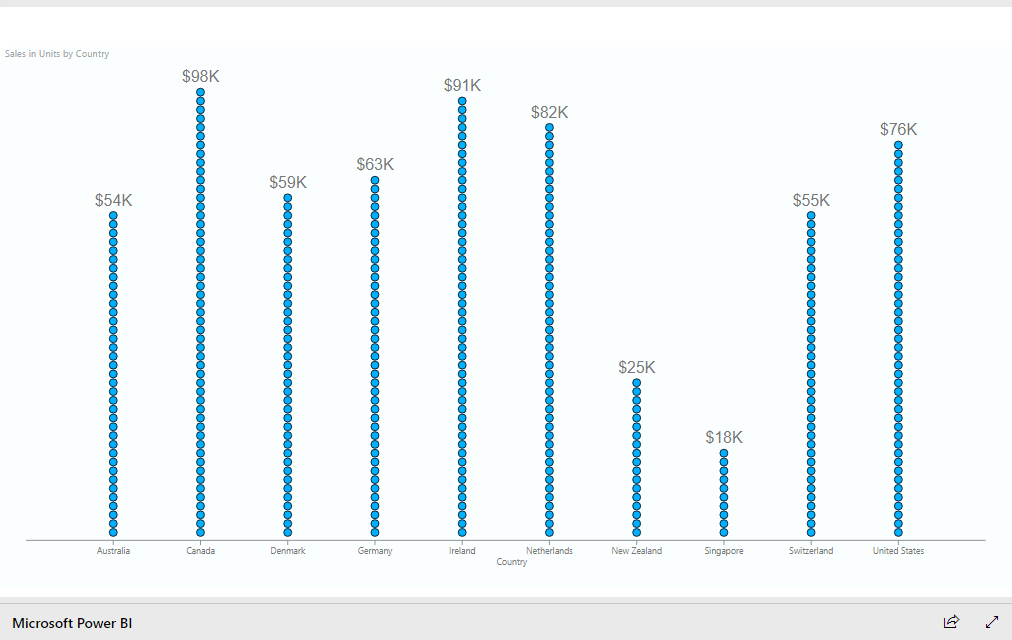 Sales in Units by Country
$54K
$98K
$59K
$63K
$91K
$82K
$25K
$18K
$55K
$76K
Australia
Canada
Denmark
Germany
Ireland
Netherlands
New Zealand
Singapore
Switzerland
United States
Country
Microsoft Power BI